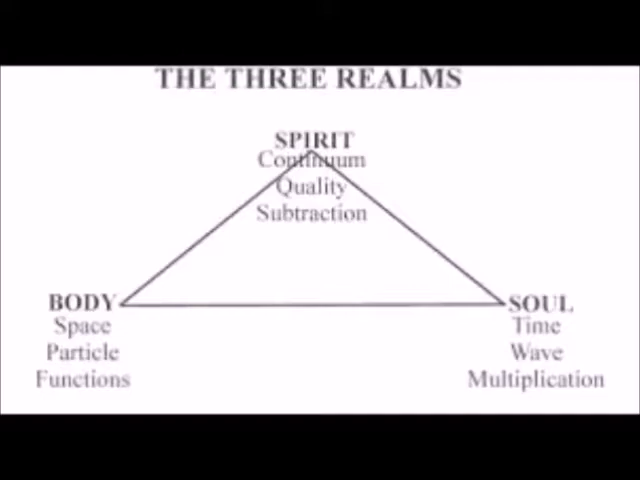 THE THREE REALMS
SPIRIT
Continuum
Quality
Subtraction
BODY
Space
Particle
Functions
SOUL
Time
Wave
Multiplication